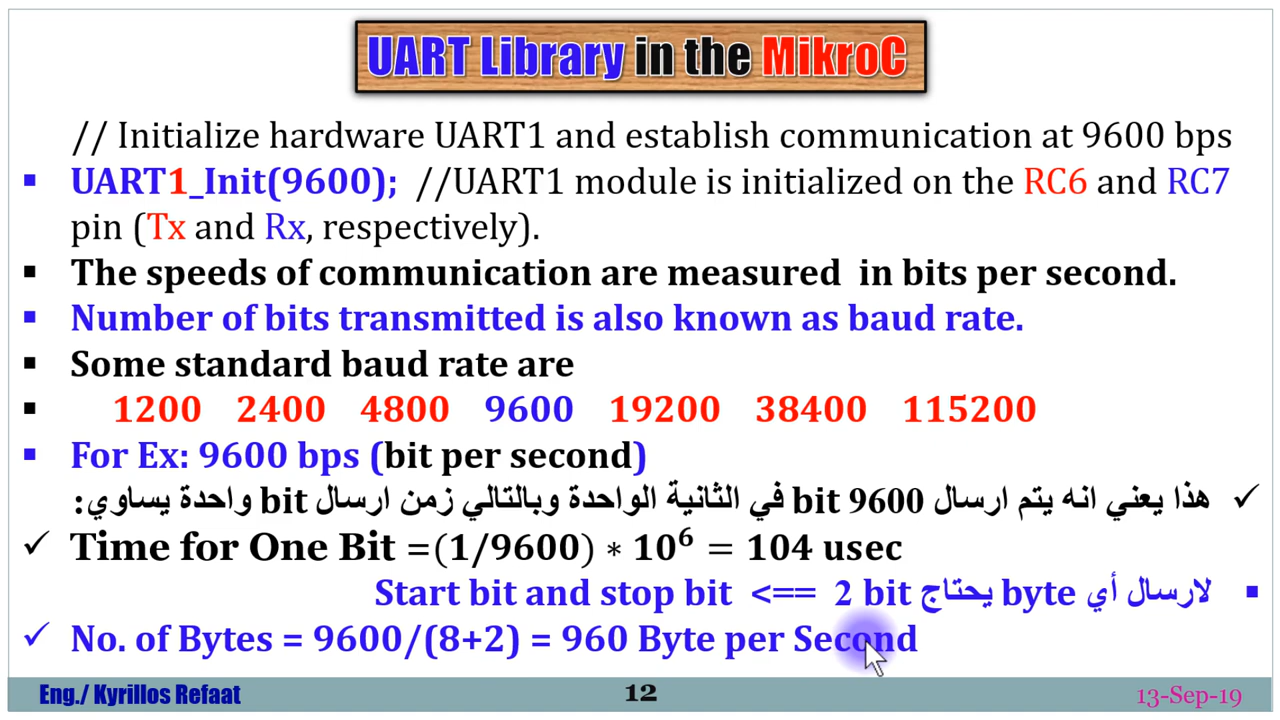 UART Library in the MikroC
// Initialize hardware UART1 and establish communication at 9600 bps
▪ UART1_Init(9600); //UART1 module is initialized on the RC6 and RC7
pin (Tx and Rx, respectively).
▪ The speeds of communication are measured in bits per second.
▪ Number of bits transmitted is also known as baud rate.
▪ Some standard baud rate are
▪ 1200 2400 4800 9600 19200 38400 115200
▪ For Ex: 9600 bps (bit per second)
✓ هذا يعني انه يتم ارسال 9600 bit في الثانية الواحدة وبالتالي زمن ارسال bit واحدة يساوي:
✓ Time for One Bit =(1/9600) ∗ 10⁶ = 104 usec
▪ لارسال أي byte يحتاج 2 bit <== Start bit and stop bit
✓ No. of Bytes = 9600/(8+2) = 960 Byte per Second
Eng./ Kyrillos Refaat 12 13-Sep-19